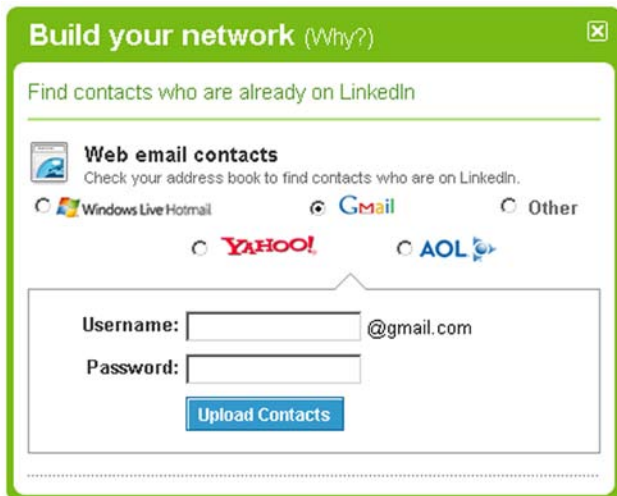 Build your network (Why?)
Find contacts who are already on LinkedIn
Web email contacts
Check your address book to find contacts who are on LinkedIn.
Windows Live Hotmail GMail Other
YAHOO! AOL
Username: @gmail.com
Password:
Upload Contacts